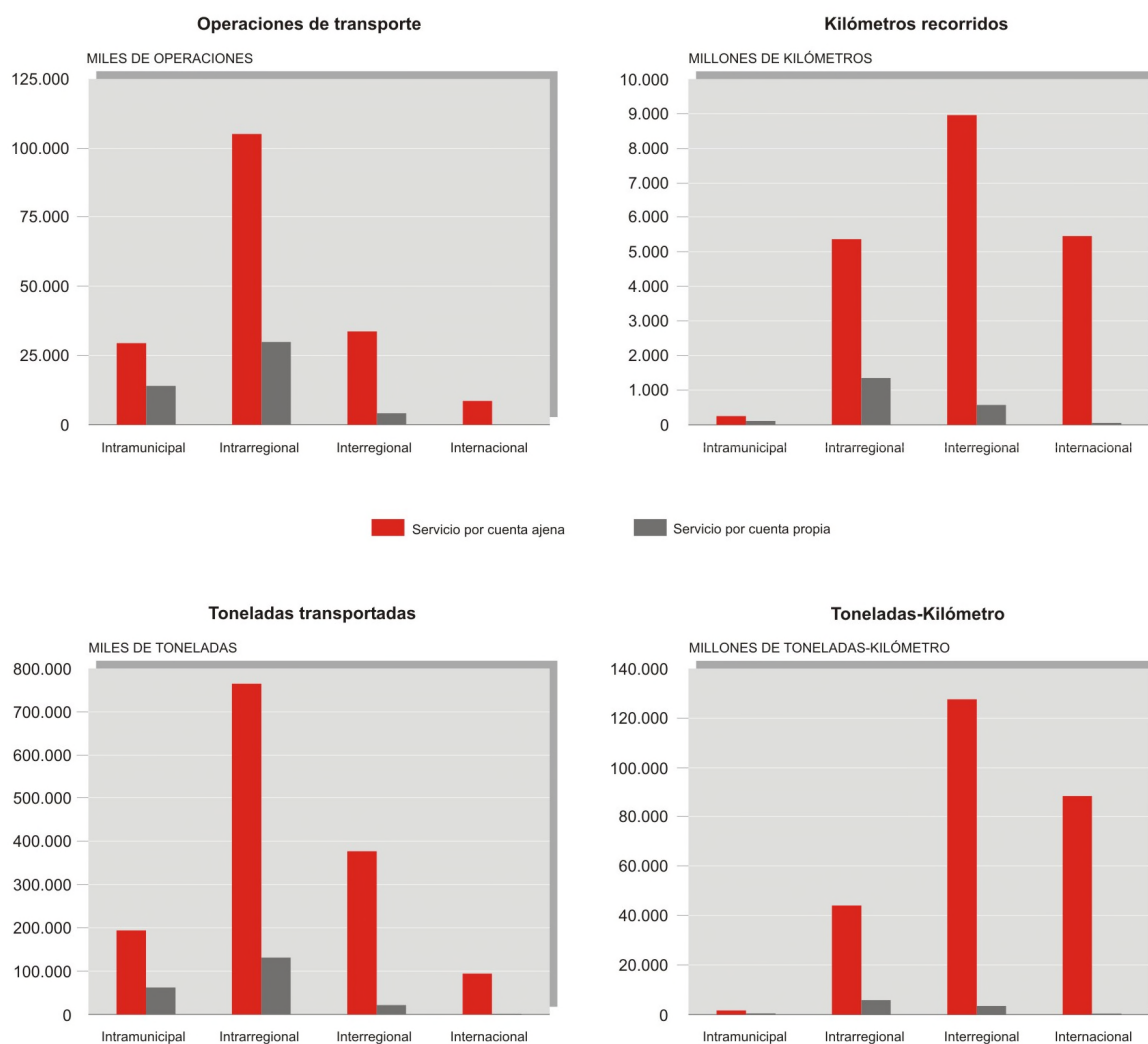 Operaciones de transporte
MILES DE OPERACIONES
125.000
100.000
75.000
50.000
25.000
0
Intramunicipal Intrarregional Interregional Internacional
Kilómetros recorridos
MILLONES DE KILÓMETROS
10.000
9.000
8.000
7.000
6.000
5.000
4.000
3.000
2.000
1.000
0
Intramunicipal Intrarregional Interregional Internacional
Servicio por cuenta ajena
Servicio por cuenta propia
Toneladas transportadas
MILES DE TONELADAS
800.000
700.000
600.000
500.000
400.000
300.000
200.000
100.000
0
Intramunicipal Intrarregional Interregional Internacional
Toneladas-Kilómetro
MILLONES DE TONELADAS-KILÓMETRO
140.000
120.000
100.000
80.000
60.000
40.000
20.000
0
Intramunicipal Intrarregional Interregional Internacional